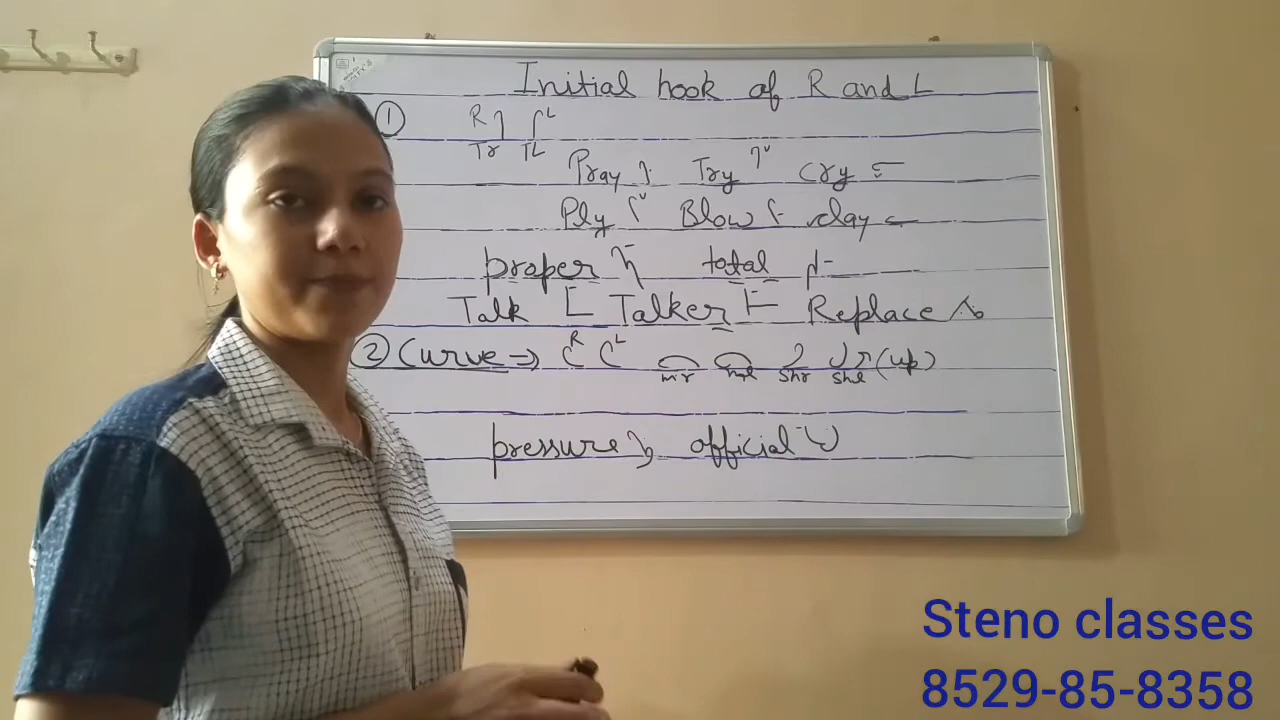 Initial hook of R and L
① R L
Tr TL
Pray Try Cry
Ply Blow clay
proper total
Talk Talker Replace
② Curve ⇒ R L mr ml shr shl (up)
pressure official
Steno classes
8529-85-8358